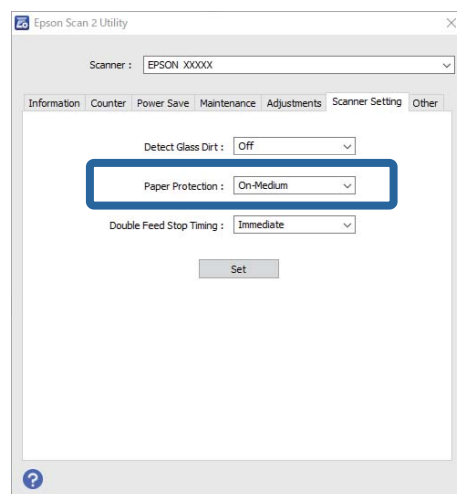 Epson Scan 2 Utility
Scanner : EPSON XXXXX
Information Counter Power Save Maintenance Adjustments Scanner Setting Other
Detect Glass Dirt : Off
Paper Protection : On-Medium
Double Feed Stop Timing : Immediate
Set
?